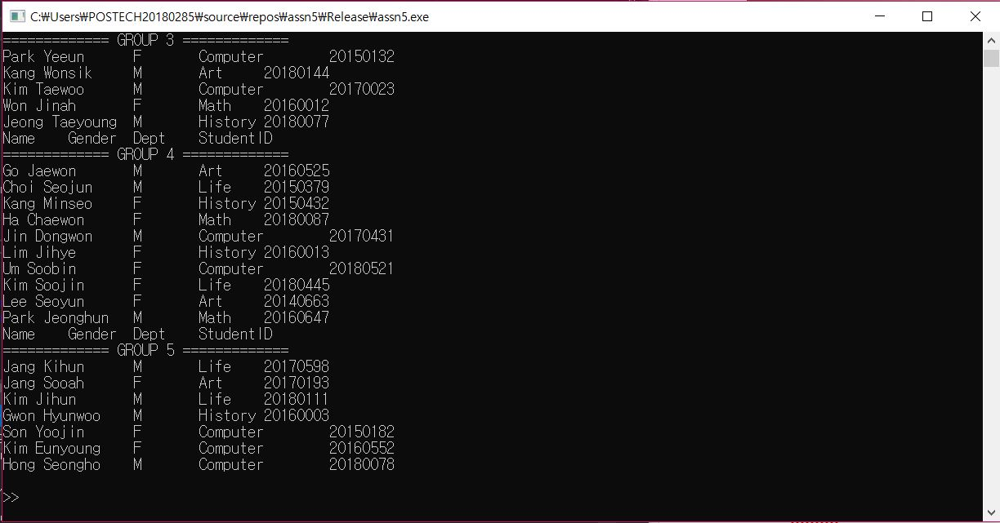 C:₩Users₩POSTECH20180285₩source₩repos₩assn5₩Release₩assn5.exe
============= GROUP 3 =============
Park Yeeun F Computer 20150132
Kang Wonsik M Art 20180144
Kim Taewoo M Computer 20170023
Won Jinah F Math 20160012
Jeong Taeyoung M History 20180077
Name Gender Dept StudentID
============= GROUP 4 =============
Go Jaewon M Art 20160525
Choi Seojun M Life 20150379
Kang Minseo F History 20150432
Ha Chaewon F Math 20180087
Jin Dongwon M Computer 20170431
Lim Jihye F History 20160013
Um Soobin F Computer 20180521
Kim Soojin F Life 20180445
Lee Seoyun F Art 20140663
Park Jeonghun M Math 20160647
Name Gender Dept StudentID
============= GROUP 5 =============
Jang Kihun M Life 20170598
Jang Sooah F Art 20170193
Kim Jihun M Life 20180111
Gwon Hyunwoo M History 20160003
Son Yoojin F Computer 20150182
Kim Eunyoung F Computer 20160552
Hong Seongho M Computer 20180078
>>